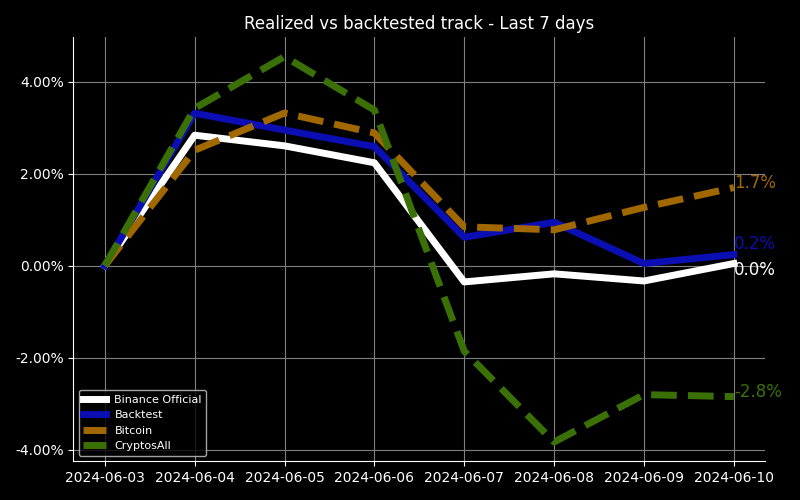 Realized vs backtested track - Last 7 days
4.00%
2.00%
0.00%
-2.00%
-4.00%
1.7%
0.2%
0.0%
-2.8%
Binance Official
Backtest
Bitcoin
CryptosAll
2024-06-03 2024-06-04 2024-06-05 2024-06-06 2024-06-07 2024-06-08 2024-06-09 2024-06-10